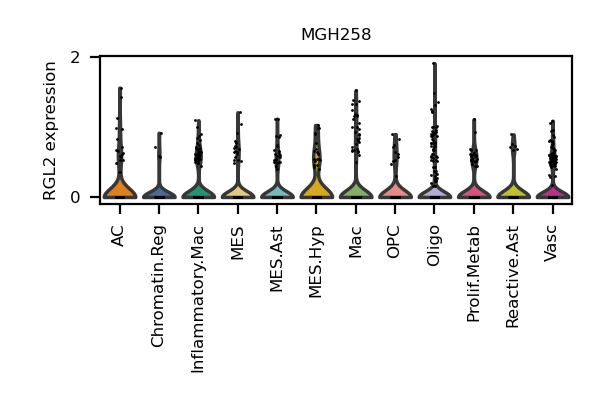 MGH258
RGL2 expression
2
0
AC
Chromatin.Reg
Inflammatory.Mac
MES
MES.Ast
MES.Hyp
Mac
OPC
Oligo
Prolif.Metab
Reactive.Ast
Vasc